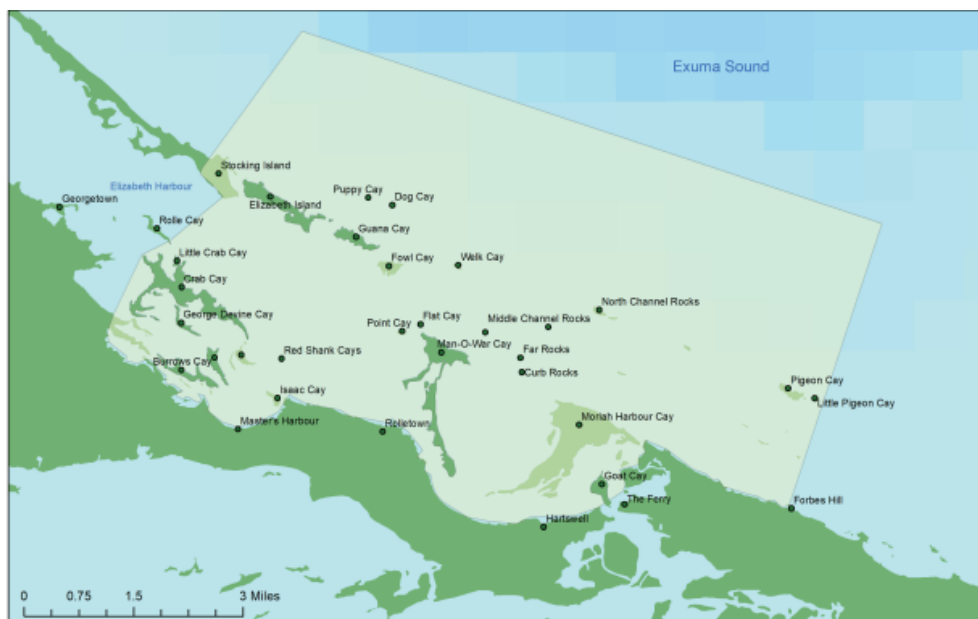 Exuma Sound
Stocking Island
Elizabeth Harbour
Puppy Cay
Dog Cay
Georgetown
Elizabeth Island
Rolle Cay
Guana Cay
Little Crab Cay
Fowl Cay
Welk Cay
Crab Cay
North Channel Rocks
George Devine Cay
Point Cay
Flat Cay
Middle Channel Rocks
Man-O-War Cay
Far Rocks
Red Shank Cays
Burrows Cay
Curb Rocks
Pigeon Cay
Isaac Cay
Little Pigeon Cay
Moriah Harbour Cay
Master's Harbour
Rolletown
Goat Cay
The Ferry
Forbes Hill
Hartswell
0 0.75 1.5 3 Miles